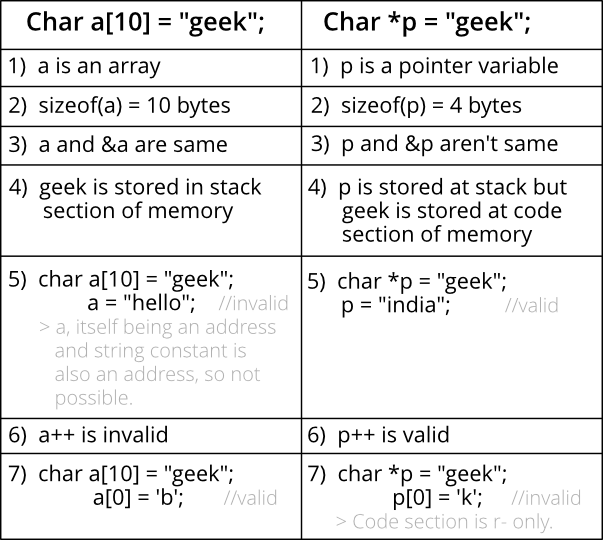 Char a[10] = "geek"; Char *p = "geek";
1) a is an array 1) p is a pointer variable
2) sizeof(a) = 10 bytes 2) sizeof(p) = 4 bytes
3) a and &a are same 3) p and &p aren't same
4) geek is stored in stack
section of memory
4) p is stored at stack but
geek is stored at code
section of memory
5) char a[10] = "geek";
a = "hello"; //invalid
> a, itself being an address
and string constant is
also an address, so not
possible.
5) char *p = "geek";
p = "india"; //valid
6) a++ is invalid 6) p++ is valid
7) char a[10] = "geek";
a[0] = 'b'; //valid
7) char *p = "geek";
p[0] = 'k'; //invalid
> Code section is r- only.